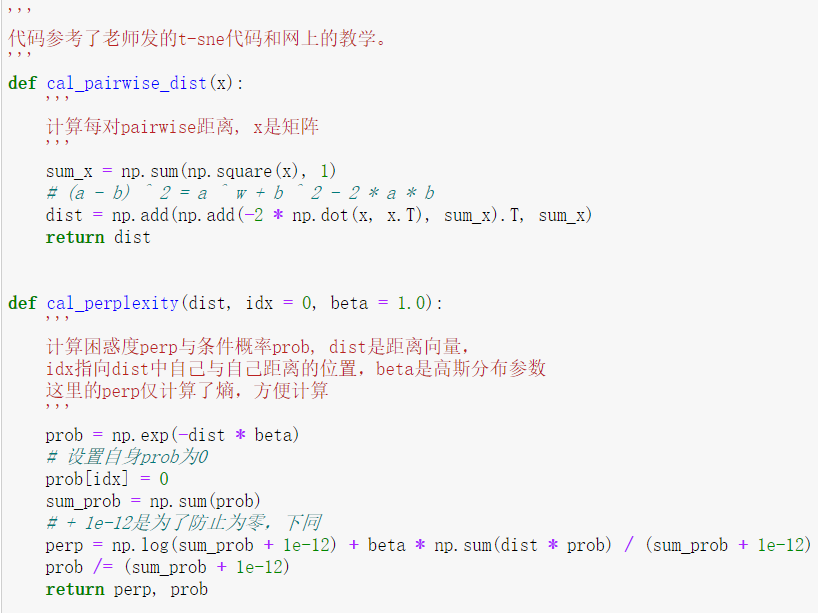 '''
代码参考了老师发的t-sne代码和网上的教学。
'''
def cal_pairwise_dist(x):
    '''
    计算每对pairwise距离, x是矩阵
    '''
    sum_x = np.sum(np.square(x), 1)
    # (a - b) ^ 2 = a ^ w + b ^ 2 - 2 * a * b
    dist = np.add(np.add(-2 * np.dot(x, x.T), sum_x).T, sum_x)
    return dist
def cal_perplexity(dist, idx = 0, beta = 1.0):
    '''
    计算困惑度perp与条件概率prob, dist是距离向量,
    idx指向dist中自己与自己距离的位置，beta是高斯分布参数
    这里的perp仅计算了熵，方便计算
    '''
    prob = np.exp(-dist * beta)
    # 设置自身prob为0
    prob[idx] = 0
    sum_prob = np.sum(prob)
    # + 1e-12是为了防止为零，下同
    perp = np.log(sum_prob + 1e-12) + beta * np.sum(dist * prob) / (sum_prob + 1e-12)
    prob /= (sum_prob + 1e-12)
    return perp, prob